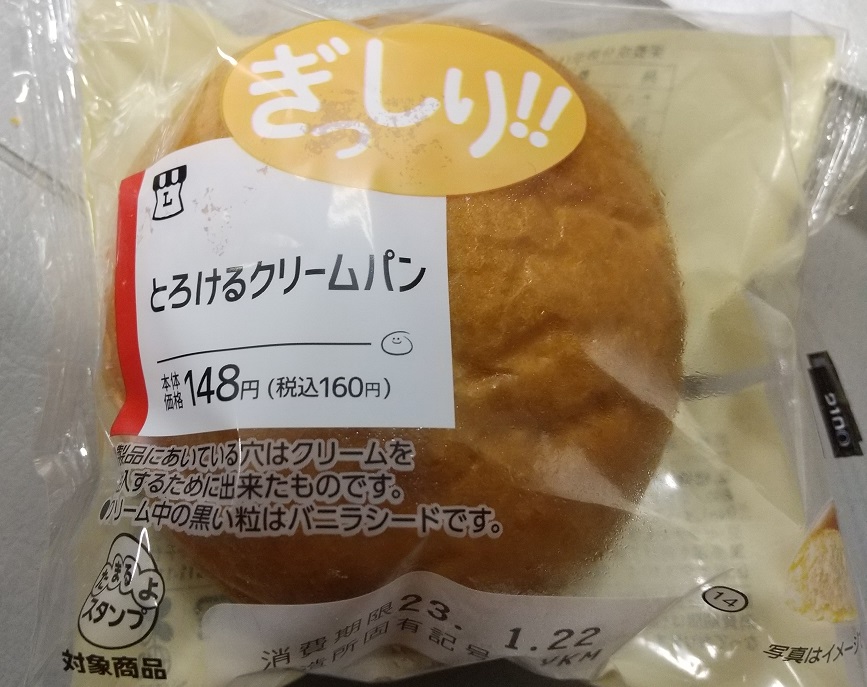 ぎっしり!!
L
とろけるクリームパン
本体価格148円(税込160円)
製品にあいている穴はクリームを
入するために出来たものです。
●クリーム中の黒い粒はバニラシードです。
たまるよ
スタンプ
対象商品
消費期限23. 1.22
造所固有記号 YKM
14
写真はイメージ